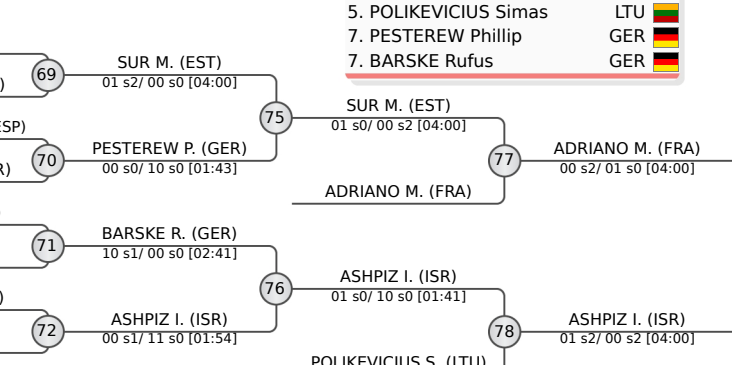 5. POLIKEVICIUS Simas LTU
7. PESTEREW Phillip GER
7. BARSKE Rufus GER
69
SUR M. (EST)
01 s2/ 00 s0 [04:00]
)
SP)
75
SUR M. (EST)
01 s0/ 00 s2 [04:00]
70
PESTEREW P. (GER)
00 s0/ 10 s0 [01:43]
R)
77
ADRIANO M. (FRA)
00 s2/ 01 s0 [04:00]
ADRIANO M. (FRA)
71
BARSKE R. (GER)
10 s1/ 00 s0 [02:41]
76
ASHPIZ I. (ISR)
01 s0/ 10 s0 [01:41]
)
72
ASHPIZ I. (ISR)
00 s1/ 11 s0 [01:54]
78
ASHPIZ I. (ISR)
01 s2/ 00 s2 [04:00]
POLIKEVICIUS S. (LTU)